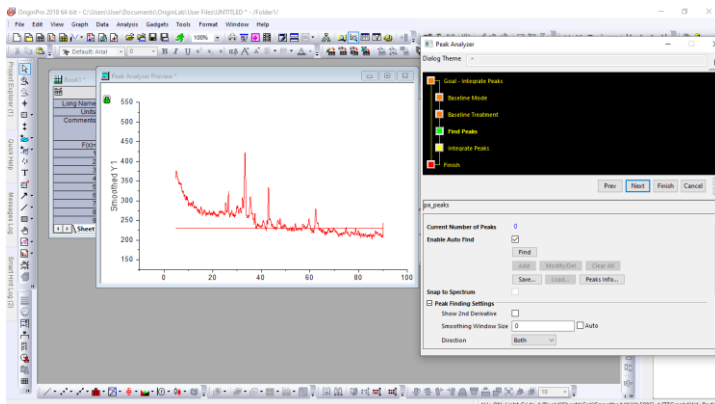 OriginPro 2018 64-bit - C:\Users\User\Documents\OriginLab\User Files\UNTITLED * - /Folder1/
File Edit View Graph Data Analysis Gadgets Tools Format Window Help
100%
Default: Arial 0 B I U
Project Explorer (1)
Quick Help
Messages Log
Smart Hint Log (2)
Book1 *
Long Name
Units
Comments
F(x)=
Sheet
Peak Analyzer Preview *
Smoothed Y1
550
500
450
400
350
300
250
200
150
0 20 40 60 80 100
Peak Analyzer
Dialog Theme *
Goal - Integrate Peaks
Baseline Mode
Baseline Treatment
Find Peaks
Integrate Peaks
Finish
Prev Next Finish Cancel
pa_peaks
Current Number of Peaks 0
Enable Auto Find
Find
Add Modify/Del Clear All
Save... Load... Peaks Info...
Snap to Spectrum
Peak Finding Settings
Show 2nd Derivative
Smoothing Window Size 0 Auto
Direction Both
10